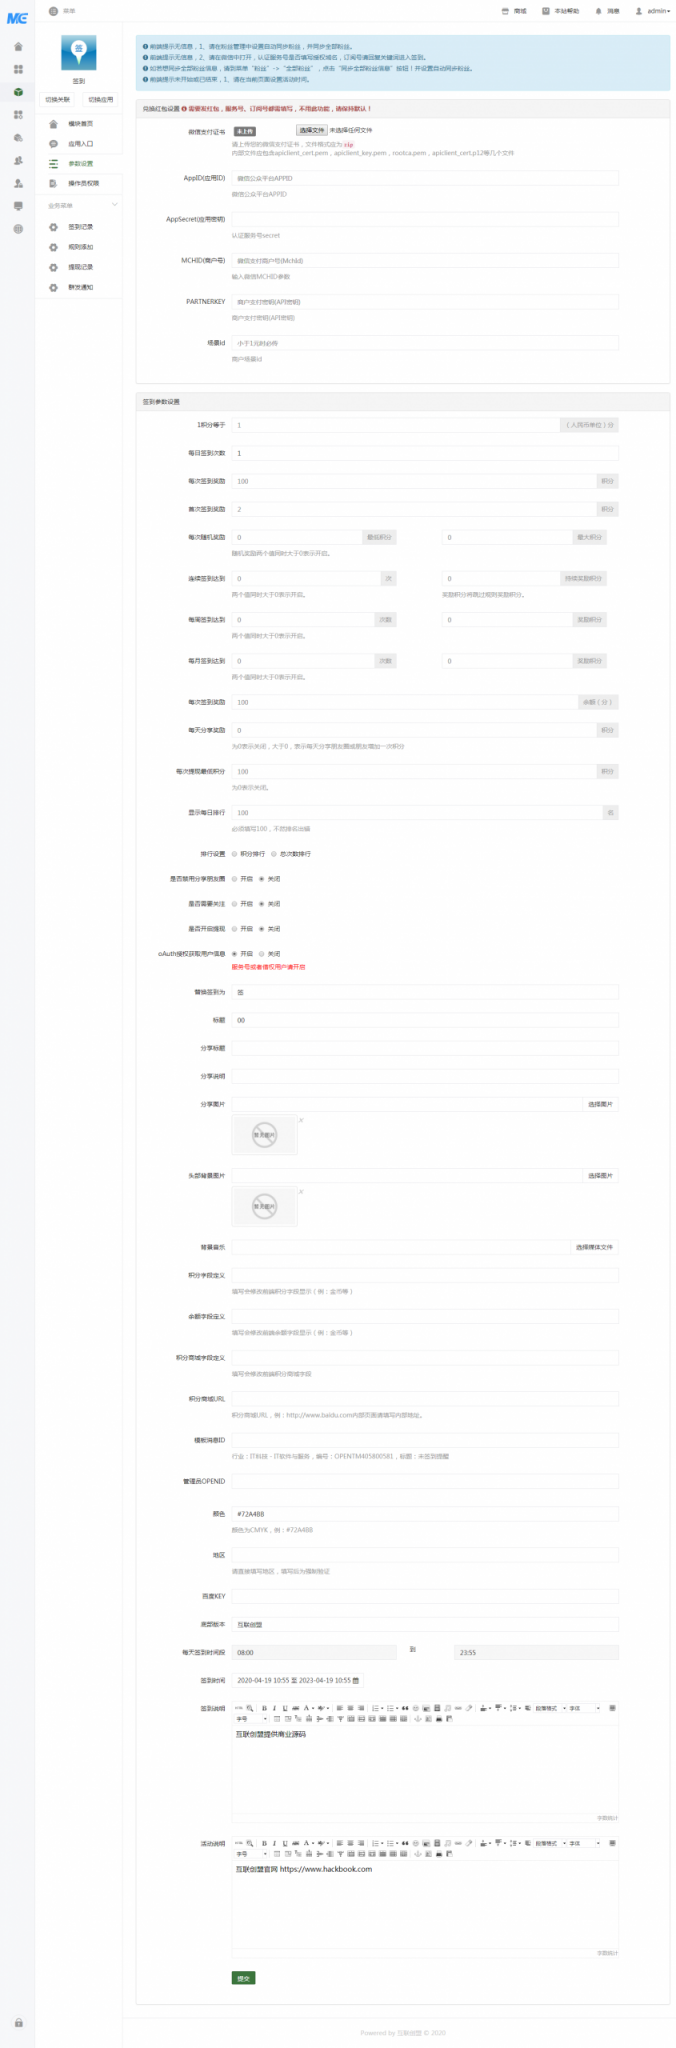 MC
菜单
商城
本站帮助
消息
admin
签
签到
切换关联
切换应用
模块首页
应用入口
参数设置
操作员权限
业务菜单
签到记录
规则添加
提现记录
群发通知
前端提示无信息，1、请在粉丝管理中设置自动同步粉丝，并同步全部粉丝。
前端提示无信息，2、请在微信中打开，认证服务号是否填写授权域名，订阅号请回复关键词进入签到。
如若想同步全部粉丝信息，请到菜单“粉丝”->“全部粉丝”，点击“同步全部粉丝信息”按钮！并设置自动同步粉丝。
前端提示未开始或已结束，1、请在当前页面设置活动时间。
兑换红包设置 需要发红包，服务号、订阅号都需填写，不用此功能，请保持默认！
微信支付证书 未上传 选择文件 未选择任何文件
请上传您的微信支付证书，文件格式应为 zip
内部文件应包含apiclient_cert.pem，apiclient_key.pem，rootca.pem，apiclient_cert.p12等几个文件
AppID(应用ID) 微信公众平台APPID
微信公众平台APPID
AppSecret(应用密钥)
认证服务号secret
MCHID(商户号) 微信支付商户号(MchId)
输入微信MCHID参数
PARTNERKEY 商户支付密钥(API密钥)
商户支付密钥(API密钥)
场景id 小于1元时必传
商户场景id
签到参数设置
1积分等于 1 （人民币单位）分
每日签到次数 1
每次签到奖励 100 积分
首次签到奖励 2 积分
每次随机奖励 0 最低积分 0 最大积分
随机奖励两个值同时大于0表示开启。
连续签到达到 0 次 0 持续奖励积分
两个值同时大于0表示开启。 奖励积分将跳过规则奖励积分。
每周签到达到 0 次数 0 奖励积分
两个值同时大于0表示开启。
每月签到达到 0 次数 0 奖励积分
两个值同时大于0表示开启。
每次签到奖励 100 余额（分）
每天分享奖励 0 积分
为0表示关闭，大于0，表示每天分享朋友圈或朋友增加一次积分
每次提现最低积分 100 积分
为0表示关闭。
显示每日排行 100 名
必须填写100，不然排名出错
排行设置 积分排行 总次数排行
是否禁用分享朋友圈 开启 关闭
是否需要关注 开启 关闭
是否开启提现 开启 关闭
oAuth授权获取用户信息 开启 关闭
服务号或者借权用户请开启
替换签到为 签
标题 00
分享标题
分享说明
分享图片 选择图片
暂无图片
x
头部背景图片 选择图片
暂无图片
x
背景音乐 选择媒体文件
积分字段定义
填写会修改前端积分字段显示（例：金币等）
余额字段定义
填写会修改前端余额字段显示（例：金币等）
积分商城字段定义
填写会修改前端积分商城字段
积分商城URL
积分商城URL，例：http://www.baidu.com内部页面请填写内部地址。
模板消息ID
行业：IT科技 - IT软件与服务，编号：OPENTM405800581，标题：未签到提醒
管理员OPENID
颜色 #72A4BB
颜色为CMYK，例：#72A4BB
地区
请直接填写地区，填写后为强制验证
百度KEY
底部版本 互联创盟
每天签到时间段 08:00 到 23:55
签到时间 2020-04-19 10:55 至 2023-04-19 10:55
签到说明
自定格式 字体
字号
互联创盟提供商业源码
字数统计
活动说明
自定格式 字体
字号
互联创盟官网 https://www.hackbook.com
字数统计
提交
Powered by 互联创盟 © 2020